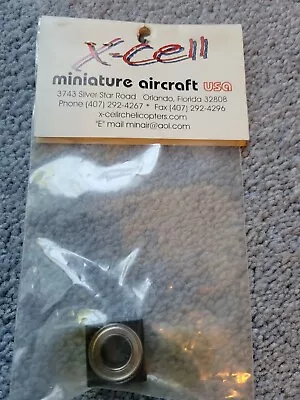 X-Cell
miniature aircraft usa
3743 Silver Star Road Orlando, Florida 32808
Phone (407) 292-4267 * Fax (407) 292-4296
x-cellrchelicopters.com
"E" mail minair@aol.com